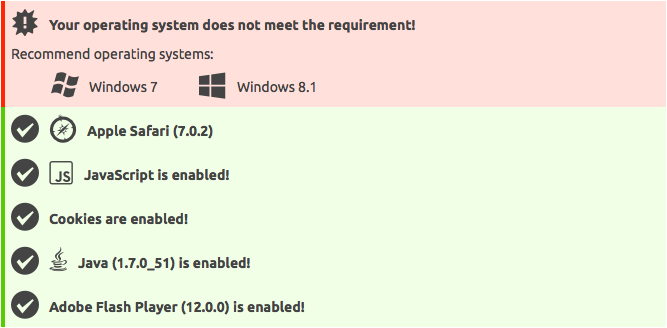 Your operating system does not meet the requirement!
Recommend operating systems:
Windows 7 Windows 8.1
Apple Safari (7.0.2)
JS JavaScript is enabled!
Cookies are enabled!
Java (1.7.0_51) is enabled!
Adobe Flash Player (12.0.0) is enabled!